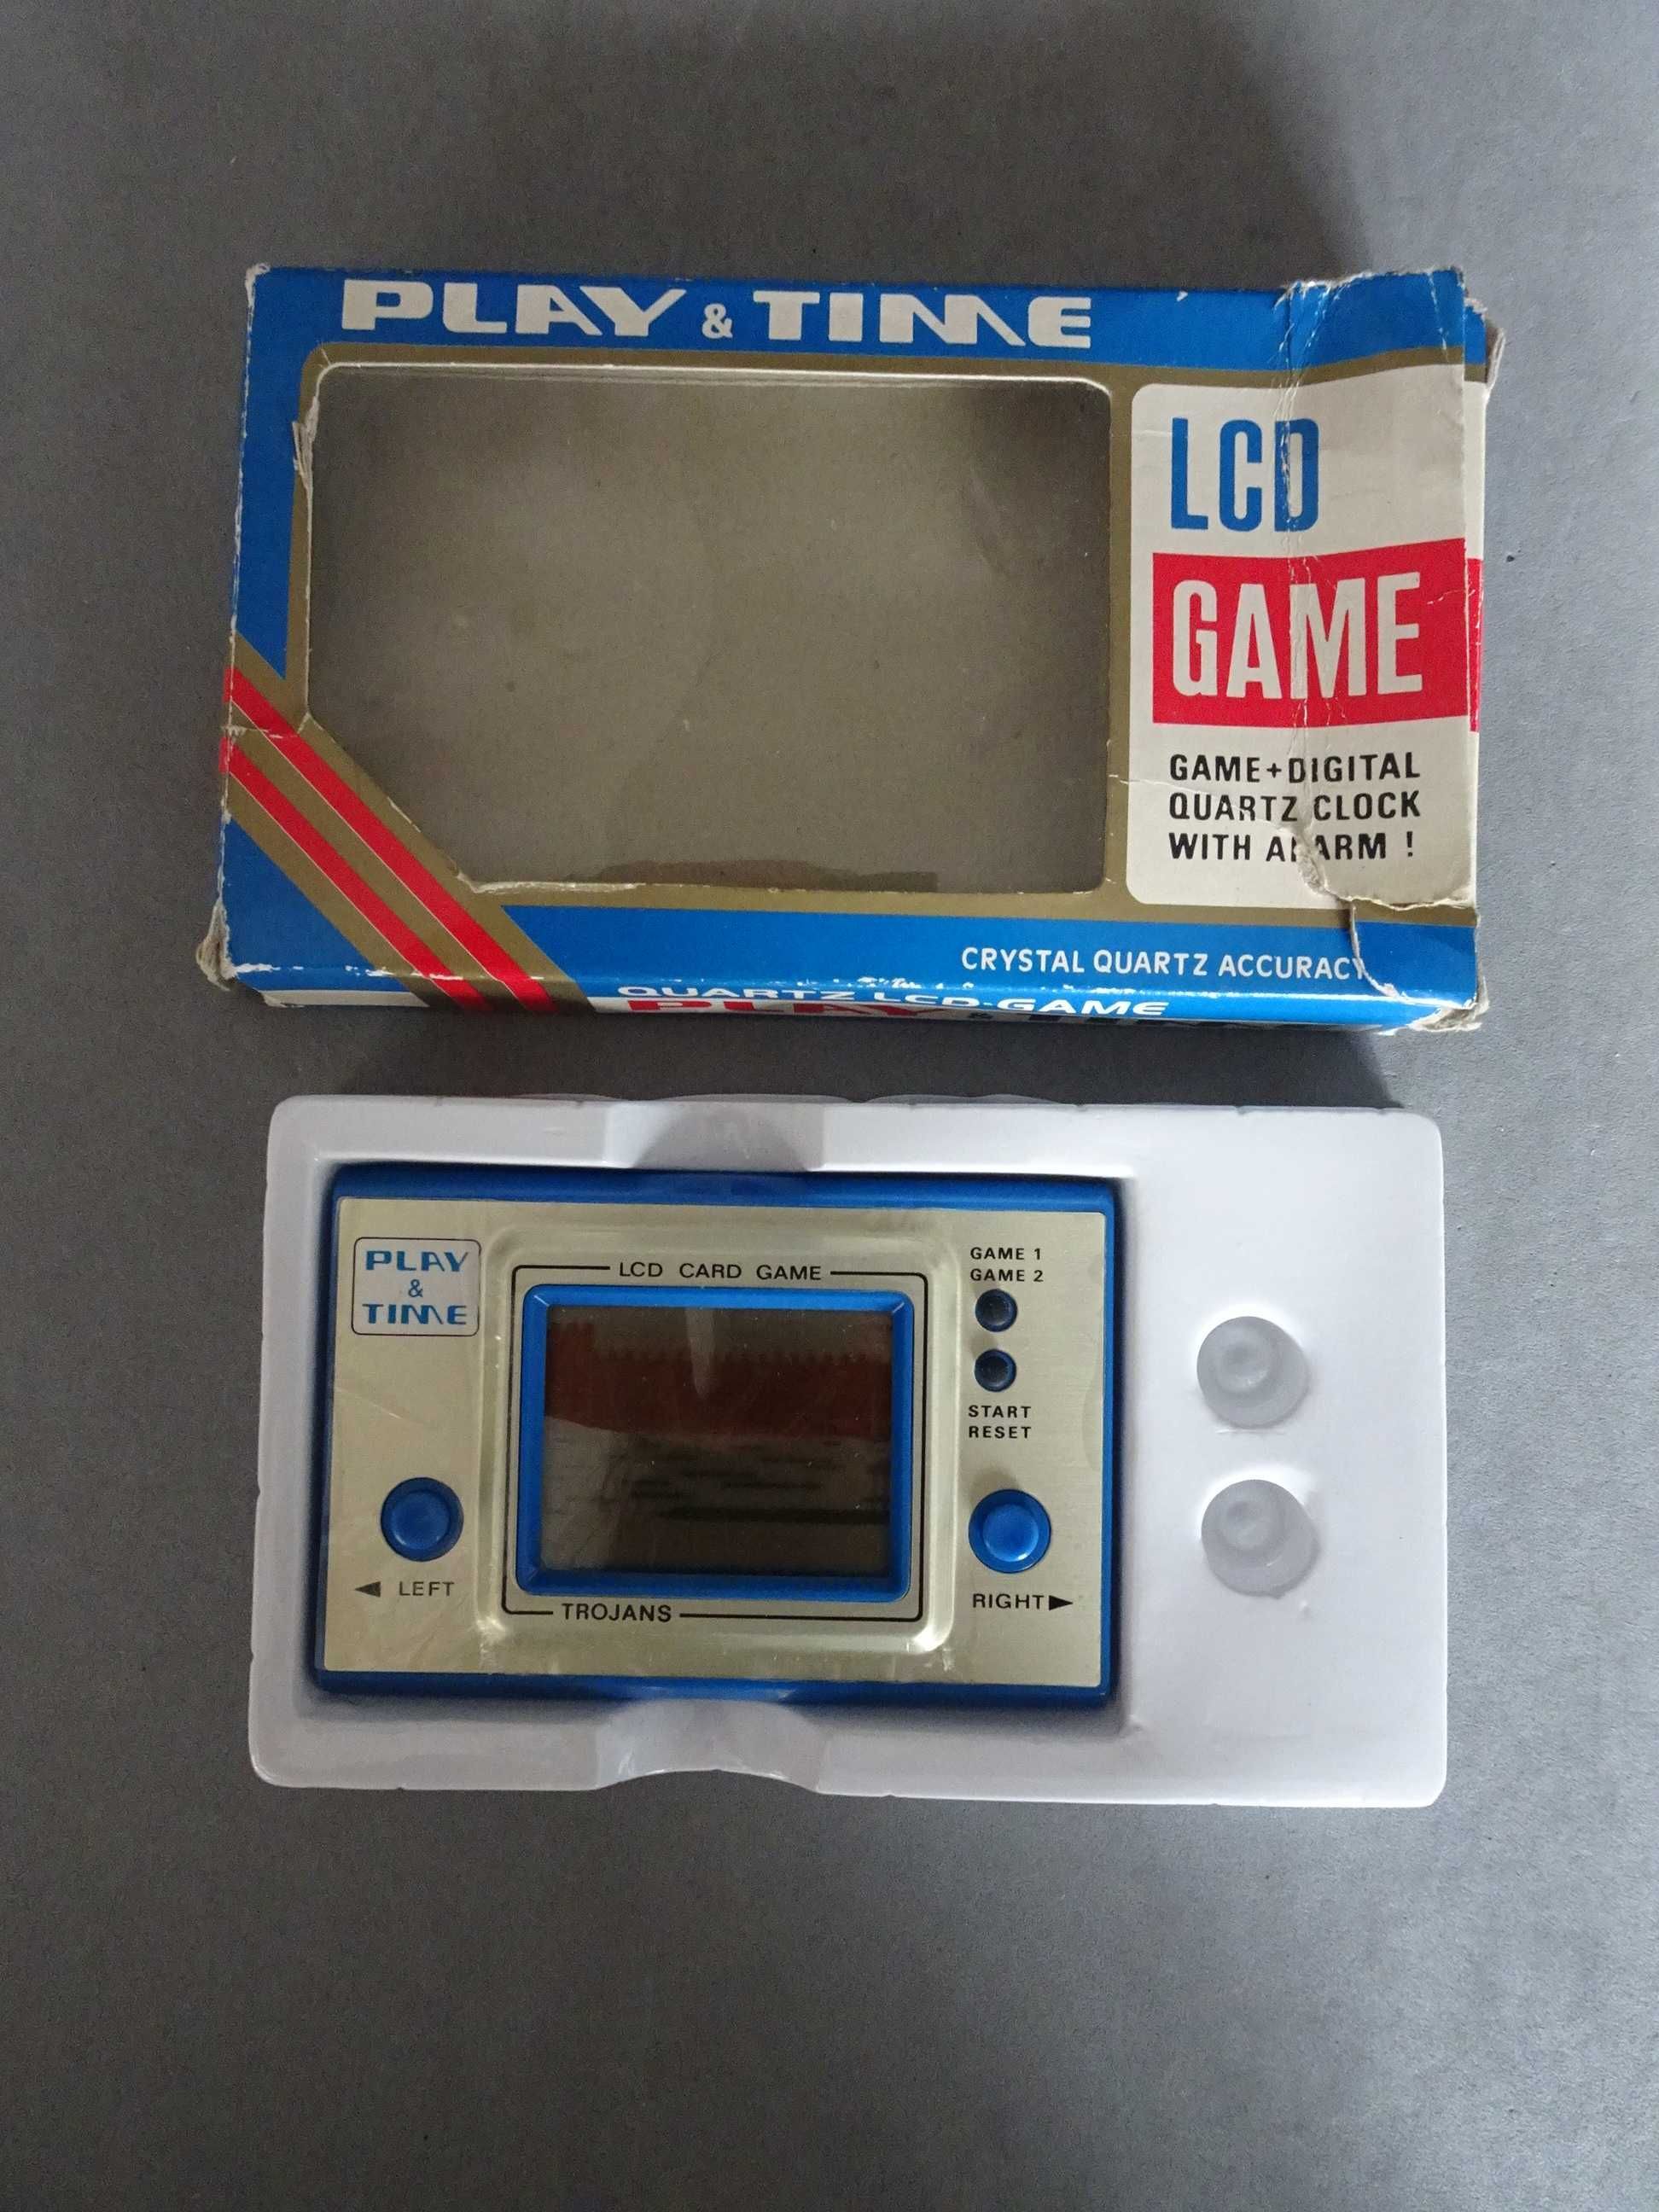 PLAY & TIME
LCD
GAME
GAME+DIGITAL
QUARTZ CLOCK
WITH ALARM !
CRYSTAL QUARTZ ACCURACY
QUARTZ LCD-GAME
PLAY &
PLAY
&
TIME
LCD CARD GAME
GAME 1
GAME 2
START
RESET
◀ LEFT
RIGHT▶
TROJANS